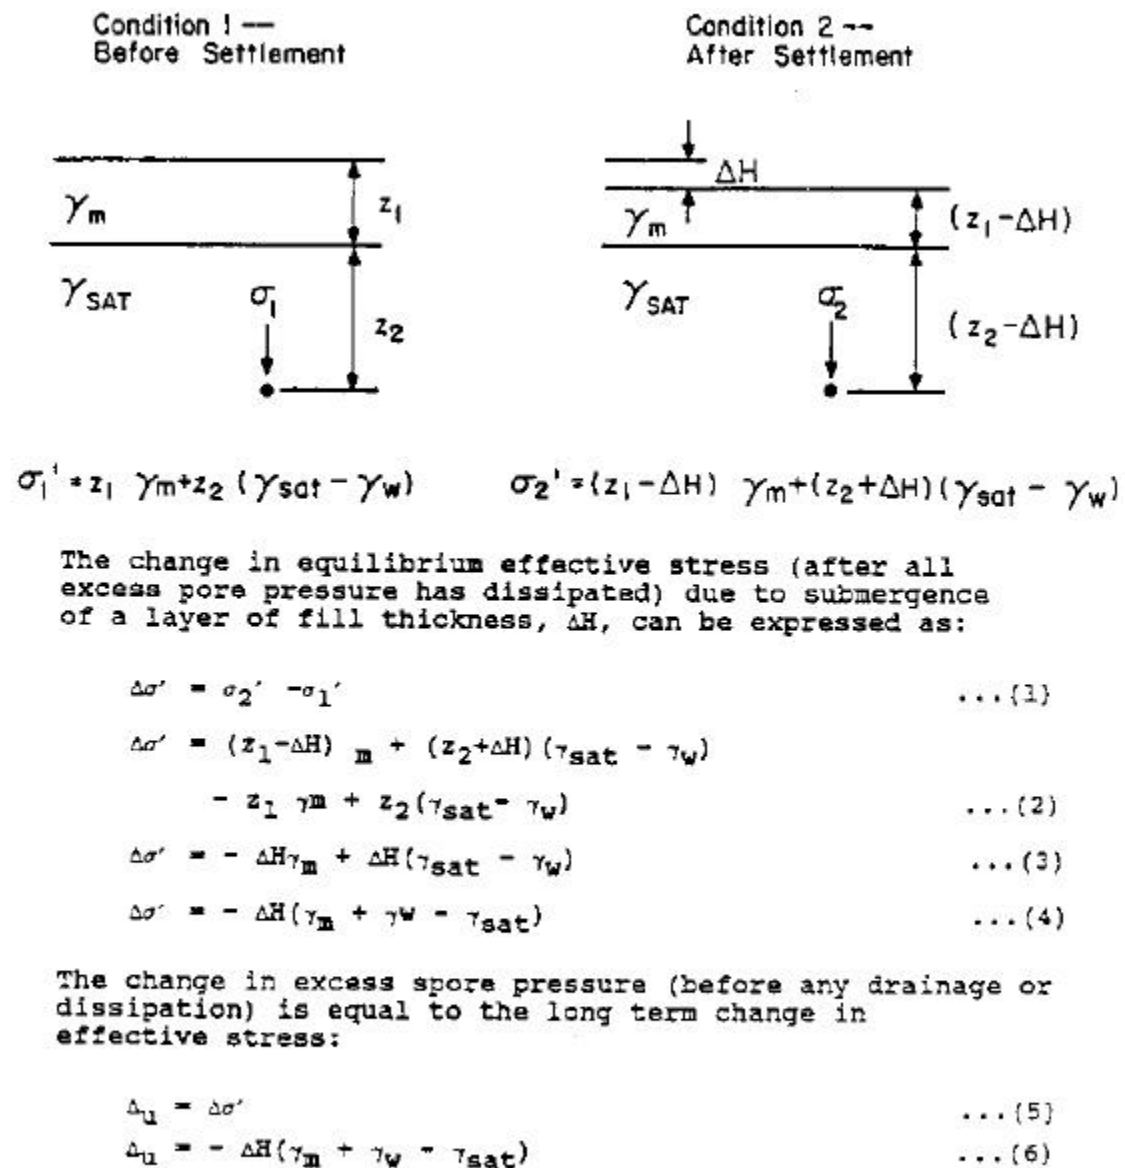 Condition 1 --
Before Settlement
Condition 2 --
After Settlement
γm
z1
γSAT
σ1
z2
ΔH
γm
(z1-ΔH)
γSAT
σ2
(z2-ΔH)
σ1' = z1 γm+z2 (γsat - γw)
σ2' = (z1-ΔH) γm+(z2+ΔH)(γsat - γw)
The change in equilibrium effective stress (after all
excess pore pressure has dissipated) due to submergence
of a layer of fill thickness, ΔH, can be expressed as:
Δσ' = σ2' -σ1' ...(1)
Δσ' = (z1-ΔH) m + (z2+ΔH)(γsat - γw)
- z1 γm + z2(γsat- γw) ...(2)
Δσ' = - ΔHγm + ΔH(γsat - γw) ...(3)
Δσ' = - ΔH(γm + γw - γsat) ...(4)
The change in excess spore pressure (before any drainage or
dissipation) is equal to the long term change in
effective stress:
Δu = Δσ' ...(5)
Δu = - ΔH(γm + γw - γsat) ...(6)